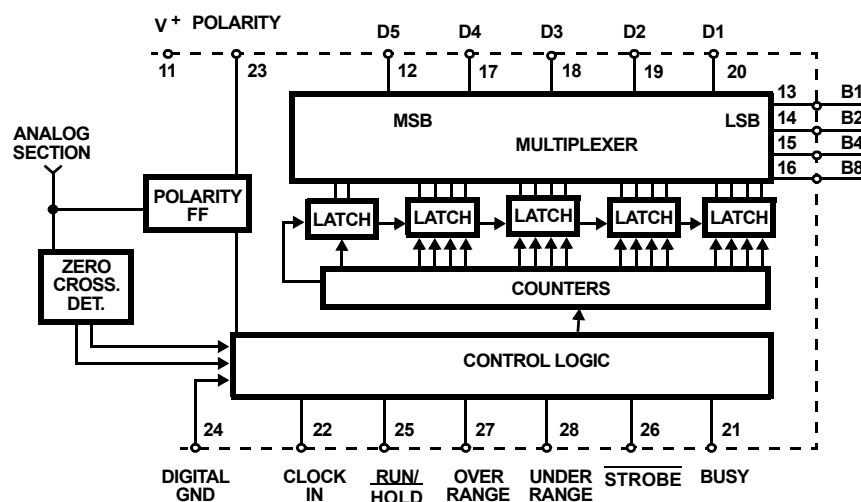 V+ POLARITY D5 D4 D3 D2 D1
11 23 12 17 18 19 20
13 B1
MSB LSB 14 B2
MULTIPLEXER 15 B4
16 B8
ANALOG
SECTION
POLARITY
FF
LATCH LATCH LATCH LATCH LATCH
ZERO
CROSS.
DET.
COUNTERS
CONTROL LOGIC
24 22 25 27 28 26 21
DIGITAL CLOCK RUN/ OVER UNDER STROBE BUSY
GND IN HOLD RANGE RANGE